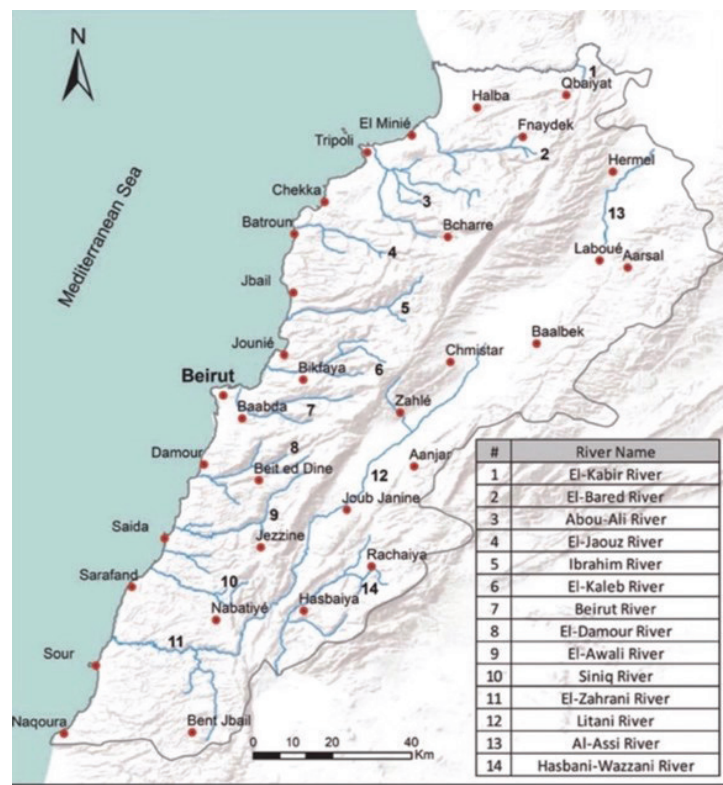 N
1
Qbaiyat
Halba
El Minié
Fnaydek
Tripoli
2
Hermel
Chekka
3
13
Batroun
Bcharre
4
Laboué
Aarsal
Mediterranean Sea
Jbail
5
Jounié
Baalbek
Chmistar
Bikfaya
6
Beirut
Zahlé
Baabda
7
Damour
8
Aanjar
Beit ed Dine
12
Joub Janine
9
Saida
Jezzine
Rachaiya
Sarafand
10
14
Hasbaiya
Nabatiyé
11
Sour
Naqoura
Bent Jbail
0 10 20 40
Km
# River Name
1 El-Kabir River
2 El-Bared River
3 Abou-Ali River
4 El-Jaouz River
5 Ibrahim River
6 El-Kaleb River
7 Beirut River
8 El-Damour River
9 El-Awali River
10 Siniq River
11 El-Zahrani River
12 Litani River
13 Al-Assi River
14 Hasbani-Wazzani River